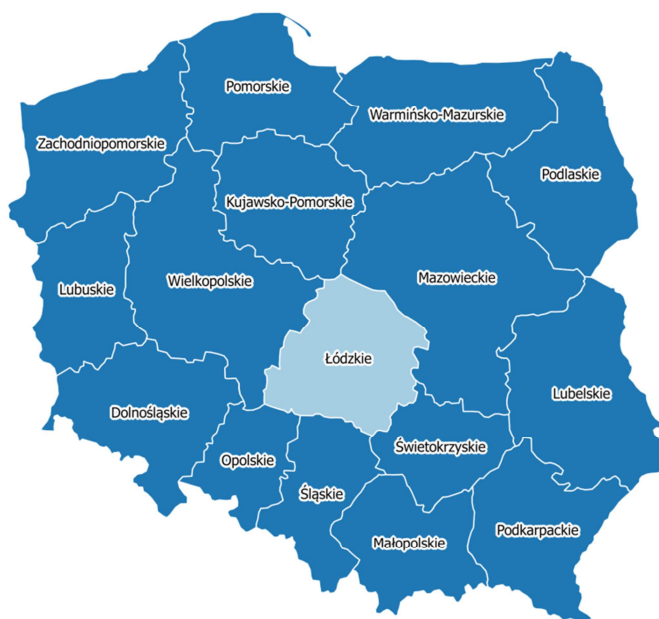 Pomorskie
Warmińsko-Mazurskie
Zachodniopomorskie
Podlaskie
Kujawsko-Pomorskie
Mazowieckie
Wielkopolskie
Lubuskie
Łódzkie
Lubelskie
Dolnośląskie
Świetokrzyskie
Opolskie
Śląskie
Podkarpackie
Małopolskie